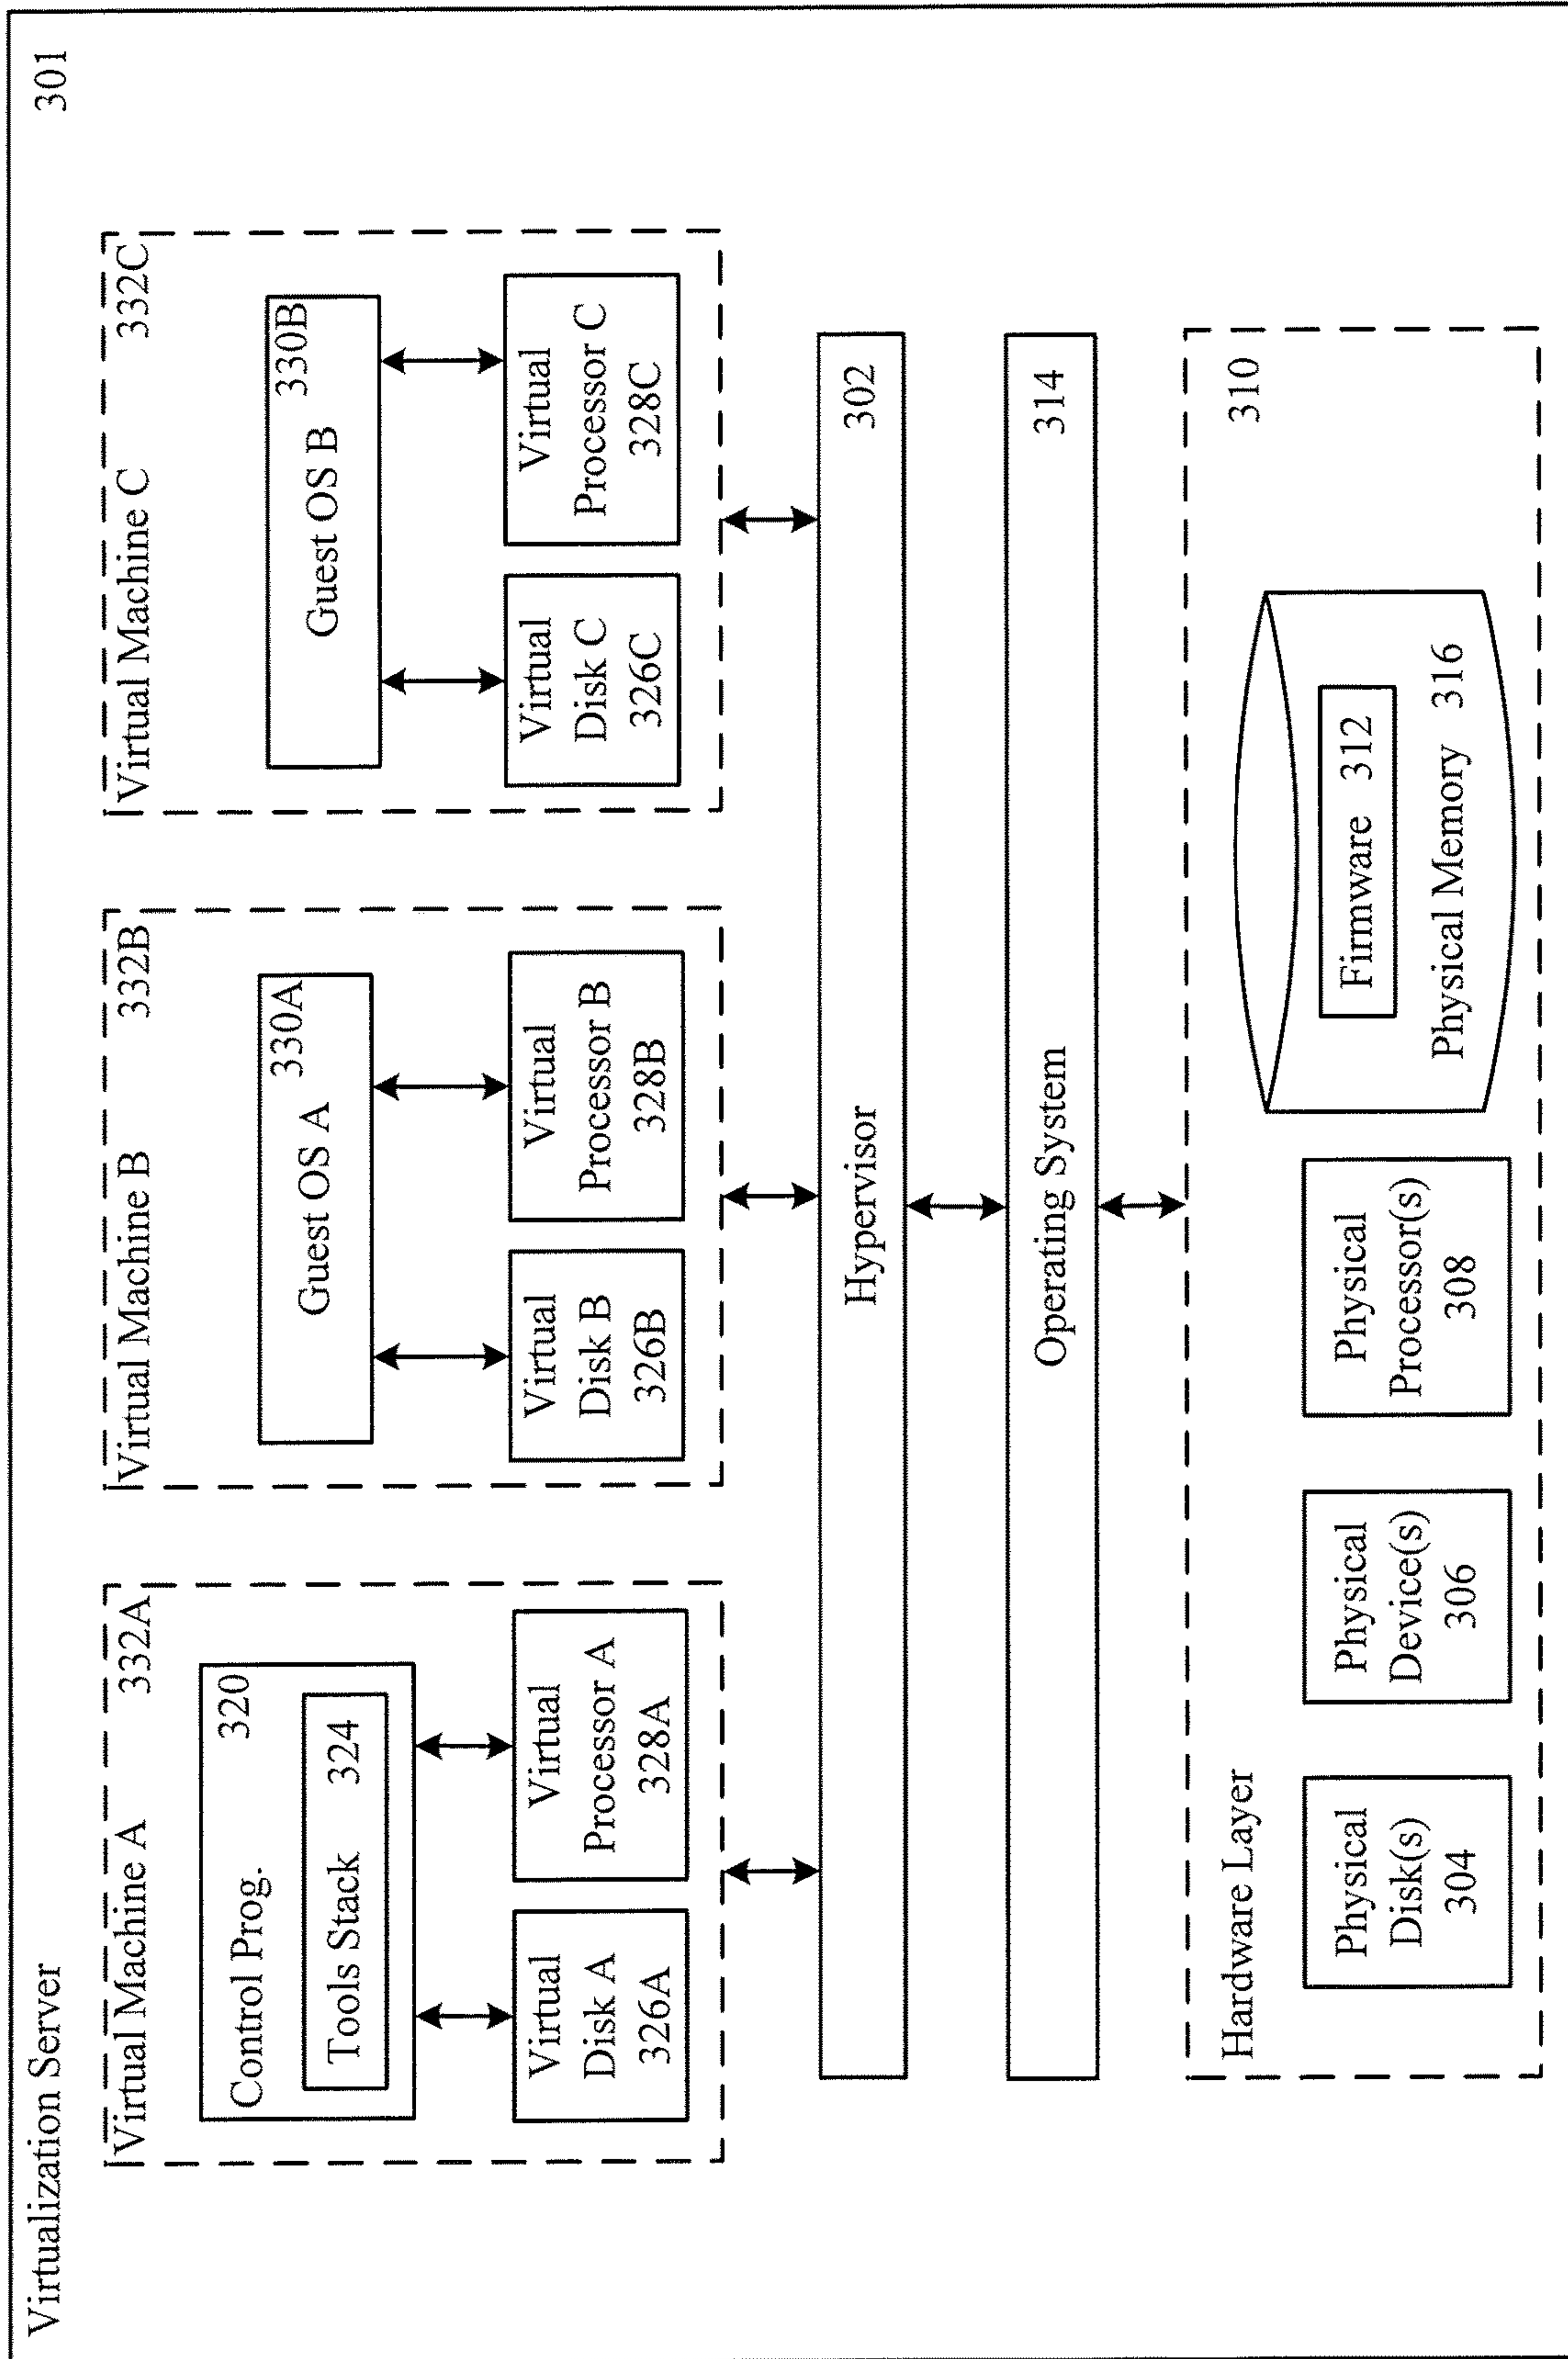 Virtualization Server
301
Virtual Machine A
332A
Control Prog.
320
Tools Stack 324
Virtual
Disk A
326A
Virtual
Processor A
328A
Virtual Machine B
332B
330A
Guest OS A
Virtual
Disk B
326B
Virtual
Processor B
328B
Virtual Machine C
332C
330B
Guest OS B
Virtual
Disk C
326C
Virtual
Processor C
328C
Hypervisor
302
Operating System
314
Hardware Layer
310
Physical
Disk(s)
304
Physical
Device(s)
306
Physical
Processor(s)
308
Firmware 312
Physical Memory 316